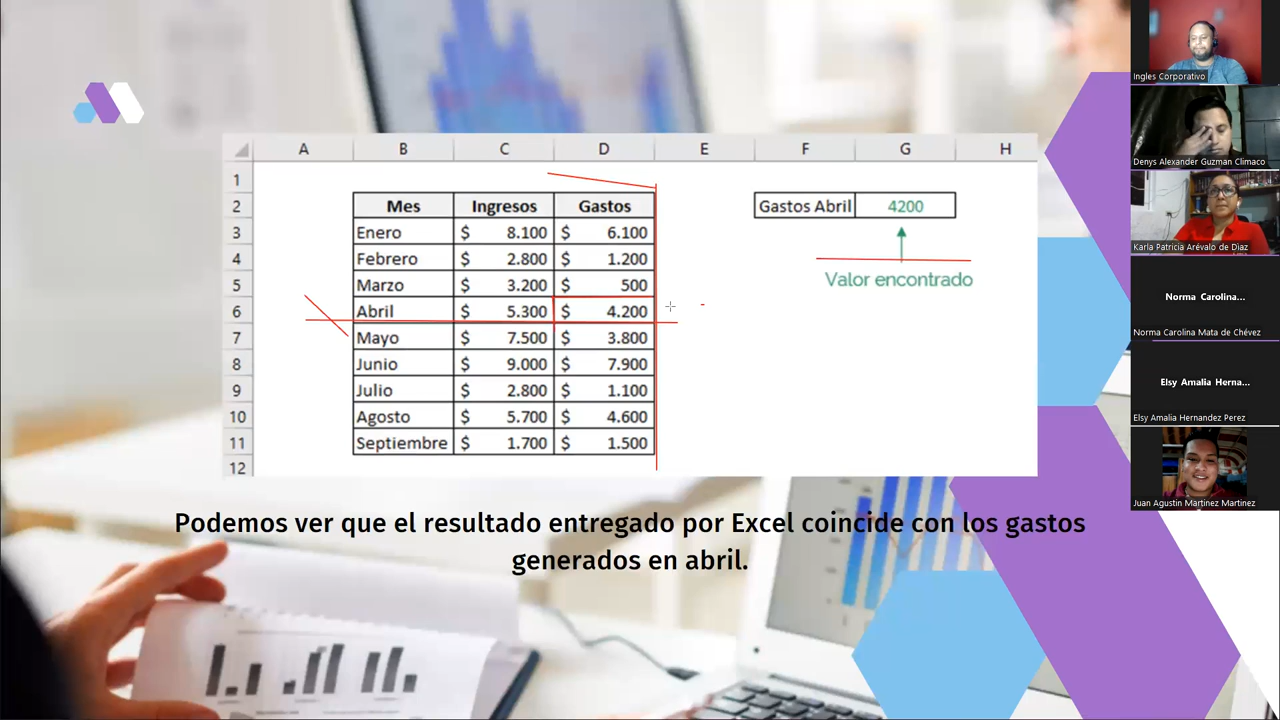 A B C D E F G H
1
2 Mes Ingresos Gastos Gastos Abril 4200
3 Enero $ 8.100 $ 6.100
4 Febrero $ 2.800 $ 1.200
5 Marzo $ 3.200 $ 500
6 Abril $ 5.300 $ 4.200
7 Mayo $ 7.500 $ 3.800
8 Junio $ 9.000 $ 7.900
9 Julio $ 2.800 $ 1.100
10 Agosto $ 5.700 $ 4.600
11 Septiembre $ 1.700 $ 1.500
12
Valor encontrado
Podemos ver que el resultado entregado por Excel coincide con los gastos
generados en abril.
Ingles Corporativo
Denys Alexander Guzman Climaco
Karla Patricia Arévalo de Diaz
Norma Carolina...
Norma Carolina Mata de Chévez
Elsy Amalia Herna...
Elsy Amalia Hernandez Perez
Juan Agustin Martinez Martinez